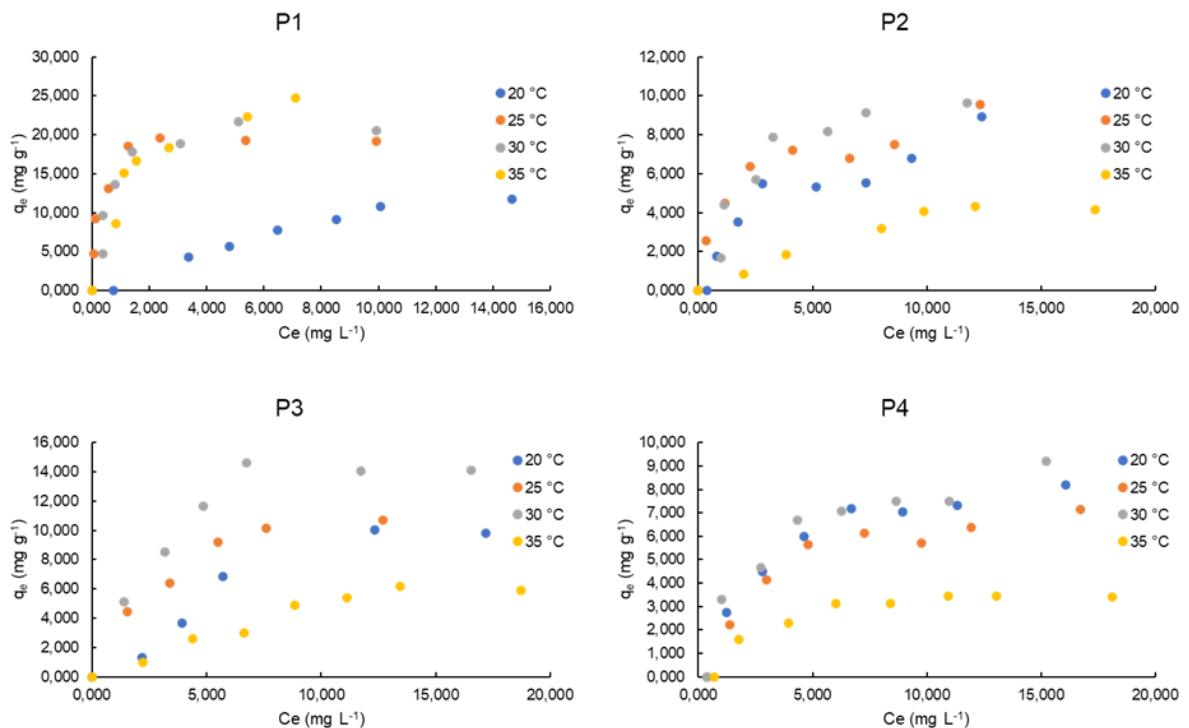 P1
30,000
25,000
20,000
15,000
10,000
5,000
0,000
qe (mg g-1)
0,000 2,000 4,000 6,000 8,000 10,000 12,000 14,000 16,000
Ce (mg L-1)
20 °C
25 °C
30 °C
35 °C
P2
12,000
10,000
8,000
6,000
4,000
2,000
0,000
qe (mg g-1)
0,000 5,000 10,000 15,000 20,000
Ce (mg L-1)
20 °C
25 °C
30 °C
35 °C
P3
16,000
14,000
12,000
10,000
8,000
6,000
4,000
2,000
0,000
qe (mg g-1)
0,000 5,000 10,000 15,000 20,000
Ce (mg L-1)
20 °C
25 °C
30 °C
35 °C
P4
10,000
9,000
8,000
7,000
6,000
5,000
4,000
3,000
2,000
1,000
0,000
qe (mg g-1)
0,000 5,000 10,000 15,000 20,000
Ce (mg L-1)
20 °C
25 °C
30 °C
35 °C